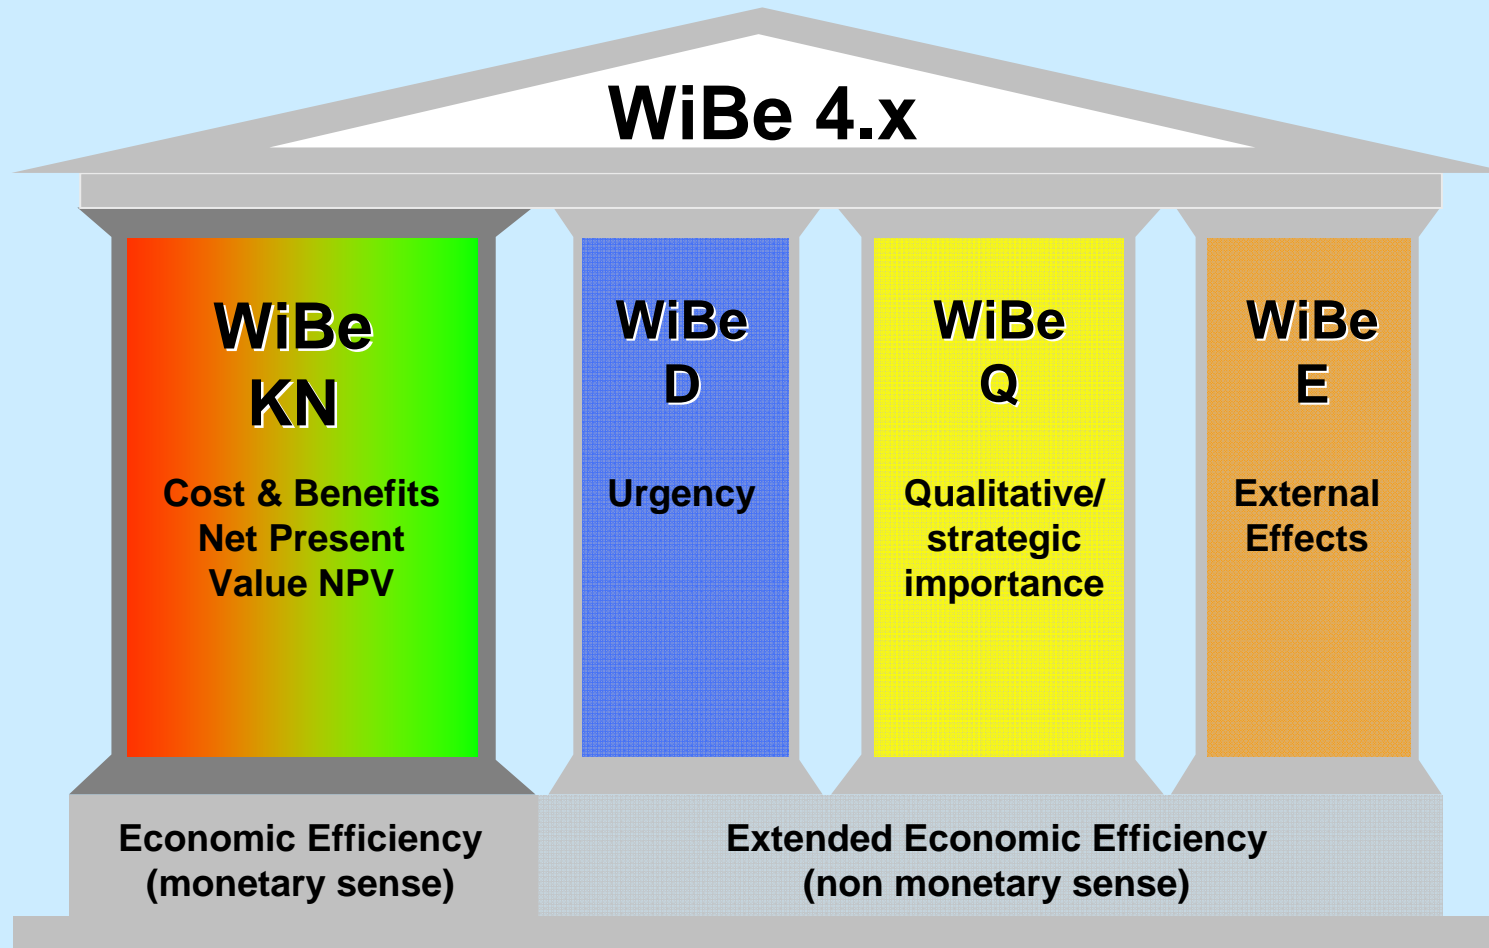 WiBe 4.x
WiBe
KN
Cost & Benefits
Net Present
Value NPV
WiBe
D
Urgency
WiBe
Q
Qualitative/
strategic
importance
WiBe
E
External
Effects
Economic Efficiency
(monetary sense)
Extended Economic Efficiency
(non monetary sense)